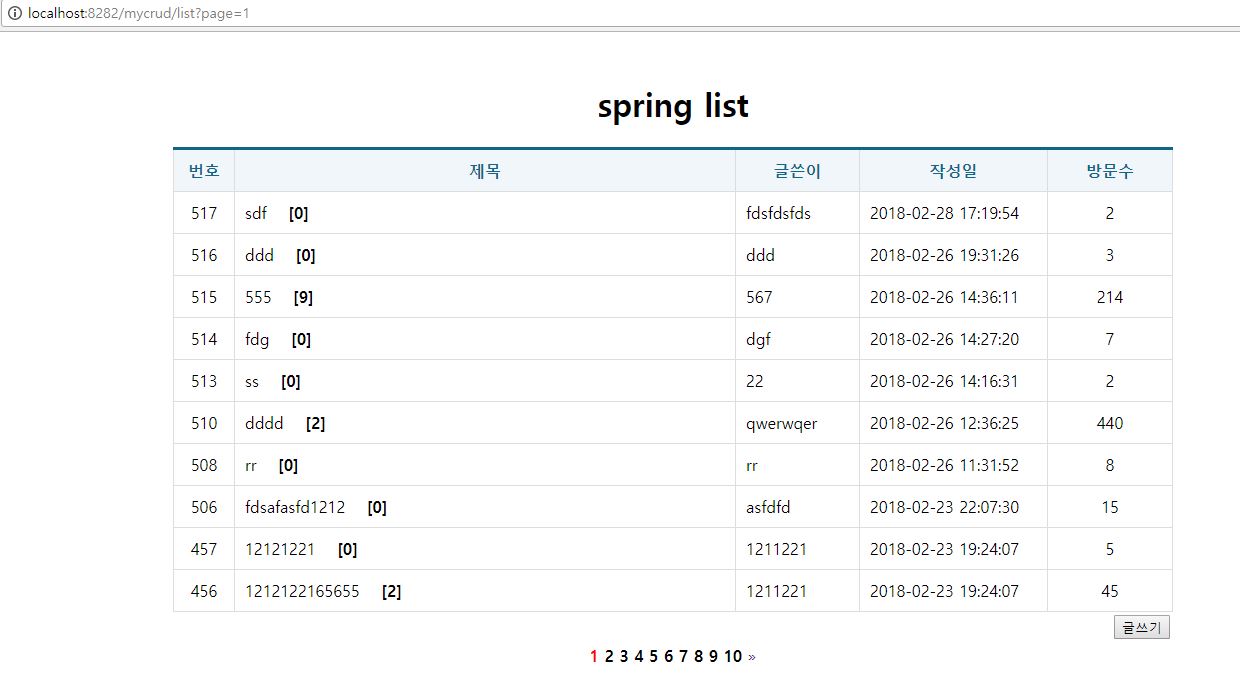 localhost:8282/mycrud/list?page=1
spring list
번호 제목 글쓴이 작성일 방문수
517 sdf [0] fdsfdsfds 2018-02-28 17:19:54 2
516 ddd [0] ddd 2018-02-26 19:31:26 3
515 555 [9] 567 2018-02-26 14:36:11 214
514 fdg [0] dgf 2018-02-26 14:27:20 7
513 ss [0] 22 2018-02-26 14:16:31 2
510 dddd [2] qwerwqer 2018-02-26 12:36:25 440
508 rr [0] rr 2018-02-26 11:31:52 8
506 fdsafasfd1212 [0] asfdfd 2018-02-23 22:07:30 15
457 12121221 [0] 1211221 2018-02-23 19:24:07 5
456 1212122165655 [2] 1211221 2018-02-23 19:24:07 45
글쓰기
1 2 3 4 5 6 7 8 9 10 »